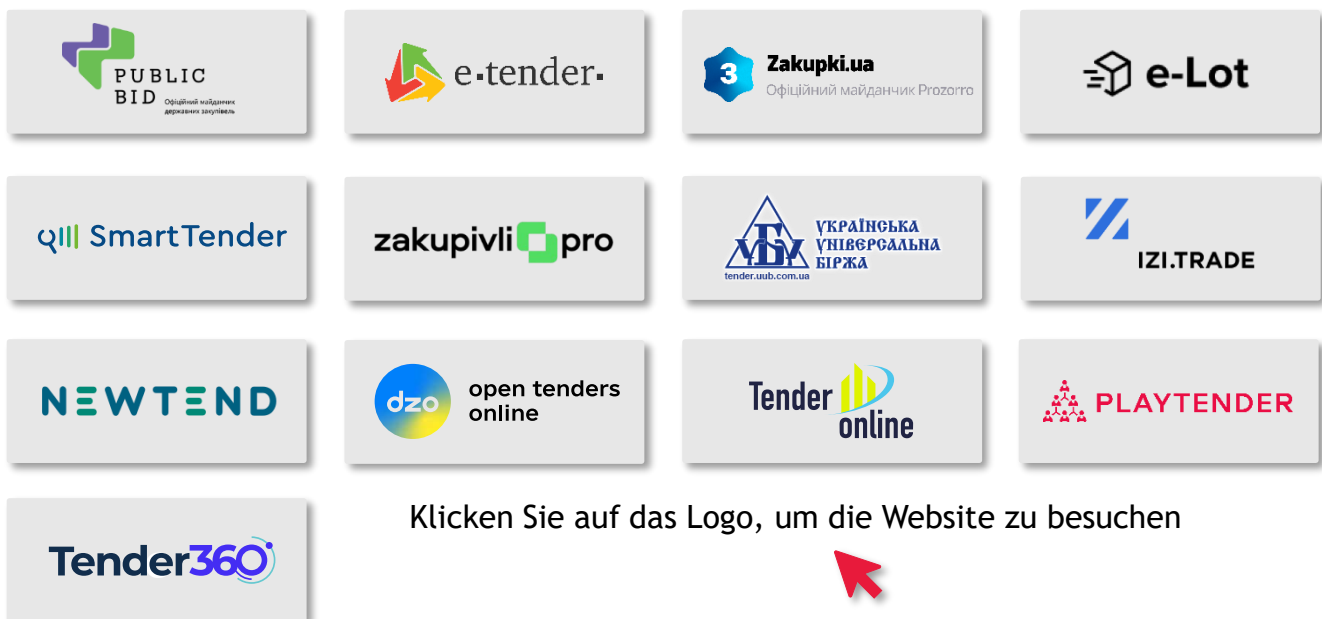 PUBLIC
BID Офіційний майданчик
державних закупівель
e·tender·
З Zakupki.ua
Офіційний майданчик Prozorro
e-Lot
SmartTender
zakupivli pro
УБУ УКРАЇНСЬКА
УНІВЕРСАЛЬНА
БІРЖА
tender.uub.com.ua
IZI.TRADE
NEWTEND
dzo open tenders
online
Tender
online
PLAYTENDER
Klicken Sie auf das Logo, um die Website zu besuchen
Tender360